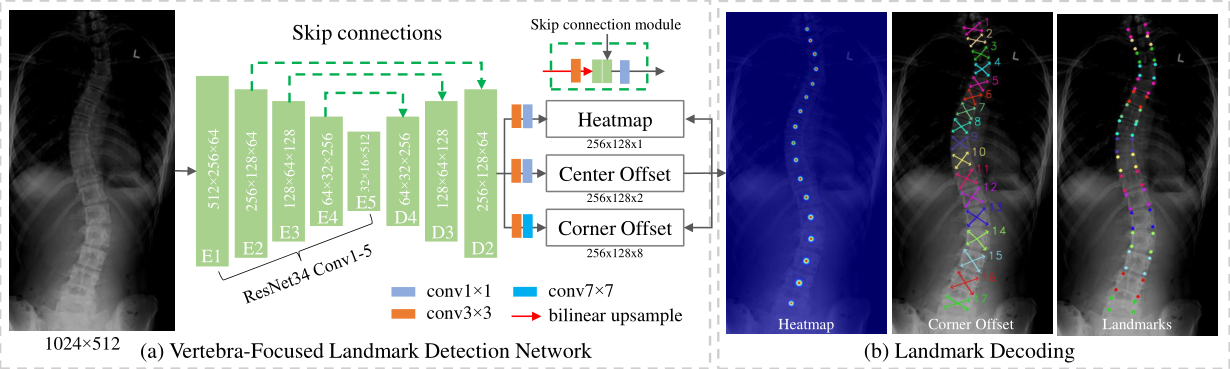 Skip connections
Skip connection module
L
512×256×64
E1
256×128×64
E2
128×64×128
E3
64×32×256
E4
32×16×512
E5
64×32×256
D4
128×64×128
D3
256×128×64
D2
ResNet34 Conv1-5
Heatmap
256x128x1
Center Offset
256x128x2
Corner Offset
256x128x8
conv1×1
conv7×7
conv3×3
bilinear upsample
1024×512
(a) Vertebra-Focused Landmark Detection Network
Heatmap
L
1
2
3
4
5
6
7
8
10
11
12
13
14
15
16
17
Corner Offset
L
Landmarks
(b) Landmark Decoding